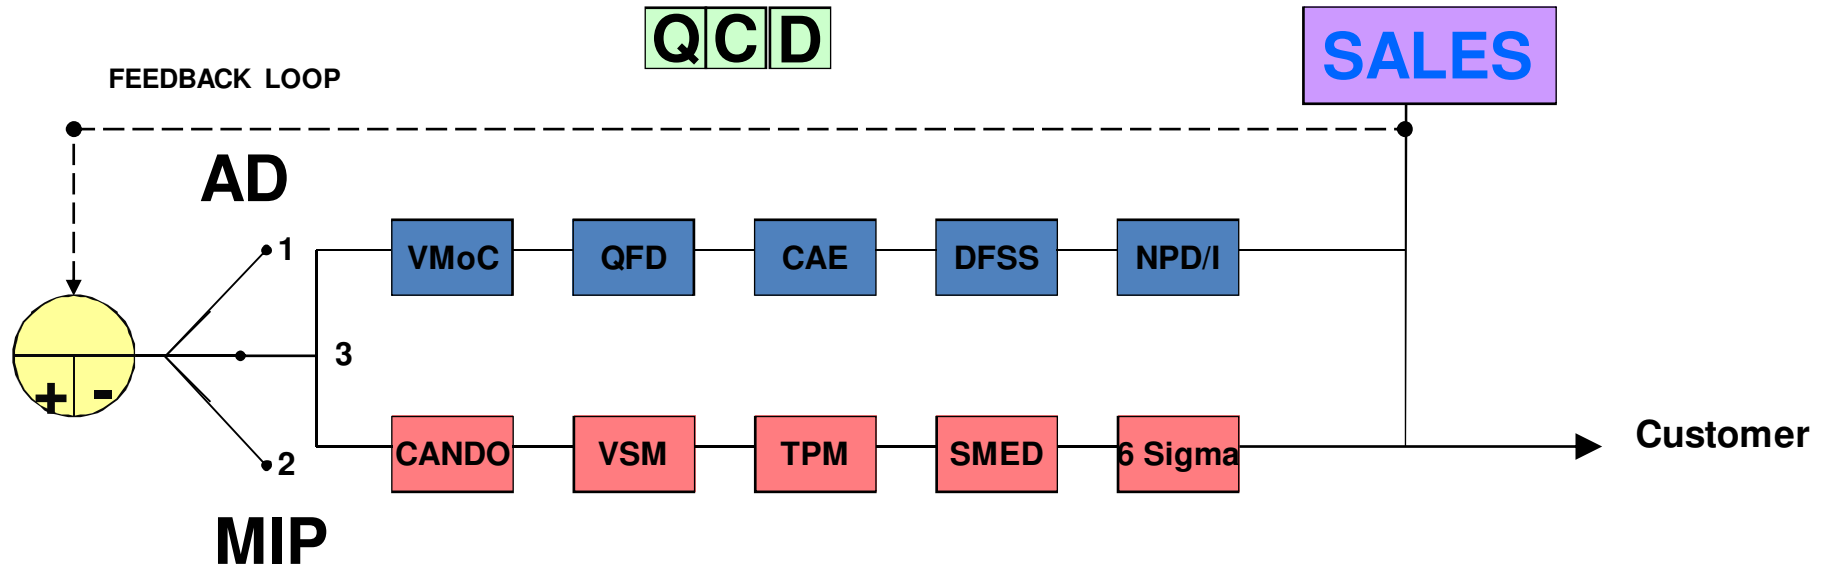 QCD
SALES
FEEDBACK LOOP
AD
1
VMoC QFD CAE DFSS NPD/I
3
+ -
CANDO VSM TPM SMED 6 Sigma
Customer
2
MIP